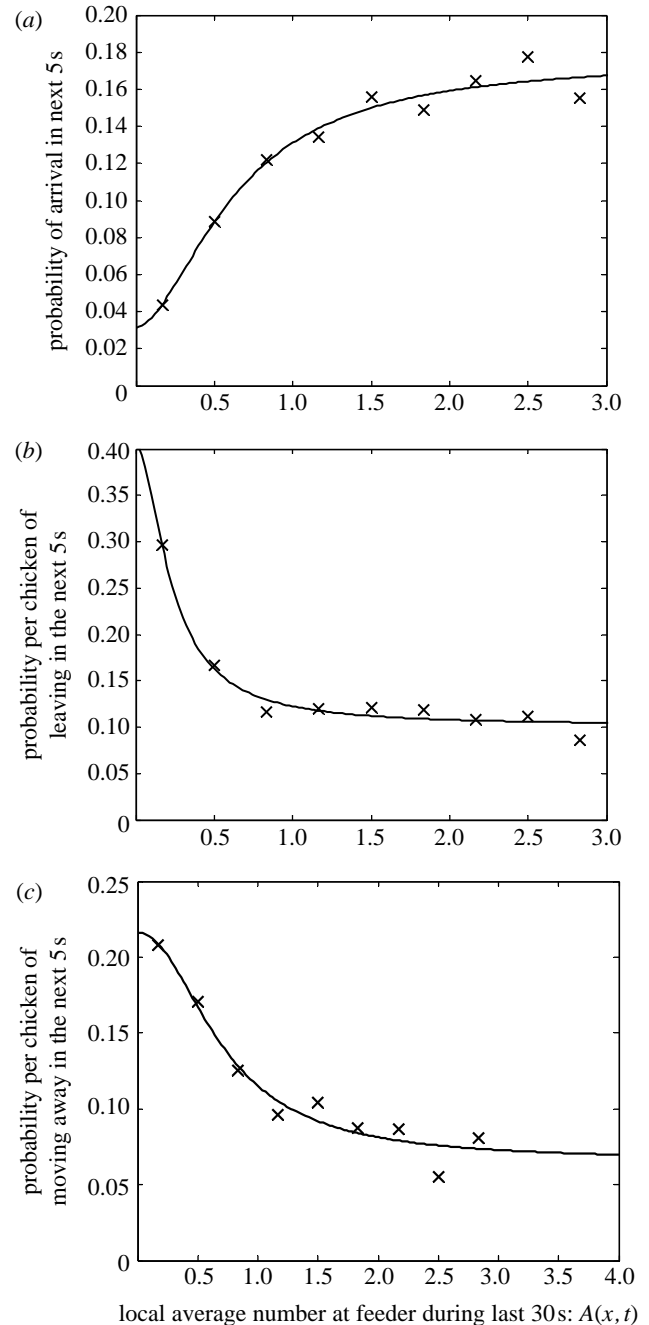 (a)
probability of arrival in next 5 s
0.20
0.18
0.16
0.14
0.12
0.10
0.08
0.06
0.04
0.02
0
0.5 1.0 1.5 2.0 2.5 3.0
(b)
probability per chicken of
leaving in the next 5 s
0.40
0.35
0.30
0.25
0.20
0.15
0.10
0.05
0
0.5 1.0 1.5 2.0 2.5 3.0
(c)
probability per chicken of
moving away in the next 5 s
0.25
0.20
0.15
0.10
0.05
0
0.5 1.0 1.5 2.0 2.5 3.0 3.5 4.0
local average number at feeder during last 30 s: A(x, t)